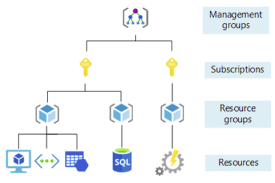 Management
groups
Subscriptions
Resource
groups
SQL
Resources